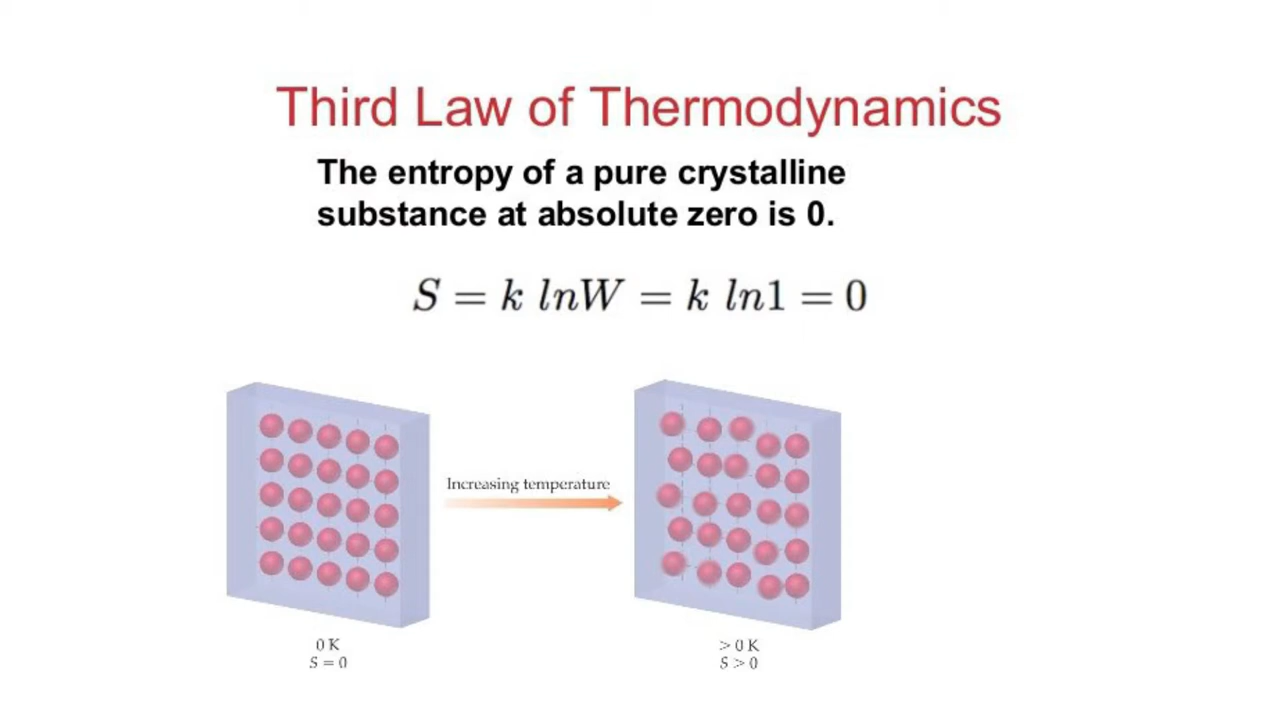 Third Law of Thermodynamics
The entropy of a pure crystalline
substance at absolute zero is 0.
S = k lnW = k ln1 = 0
Increasing temperature
0 K
S = 0
> 0 K
S > 0